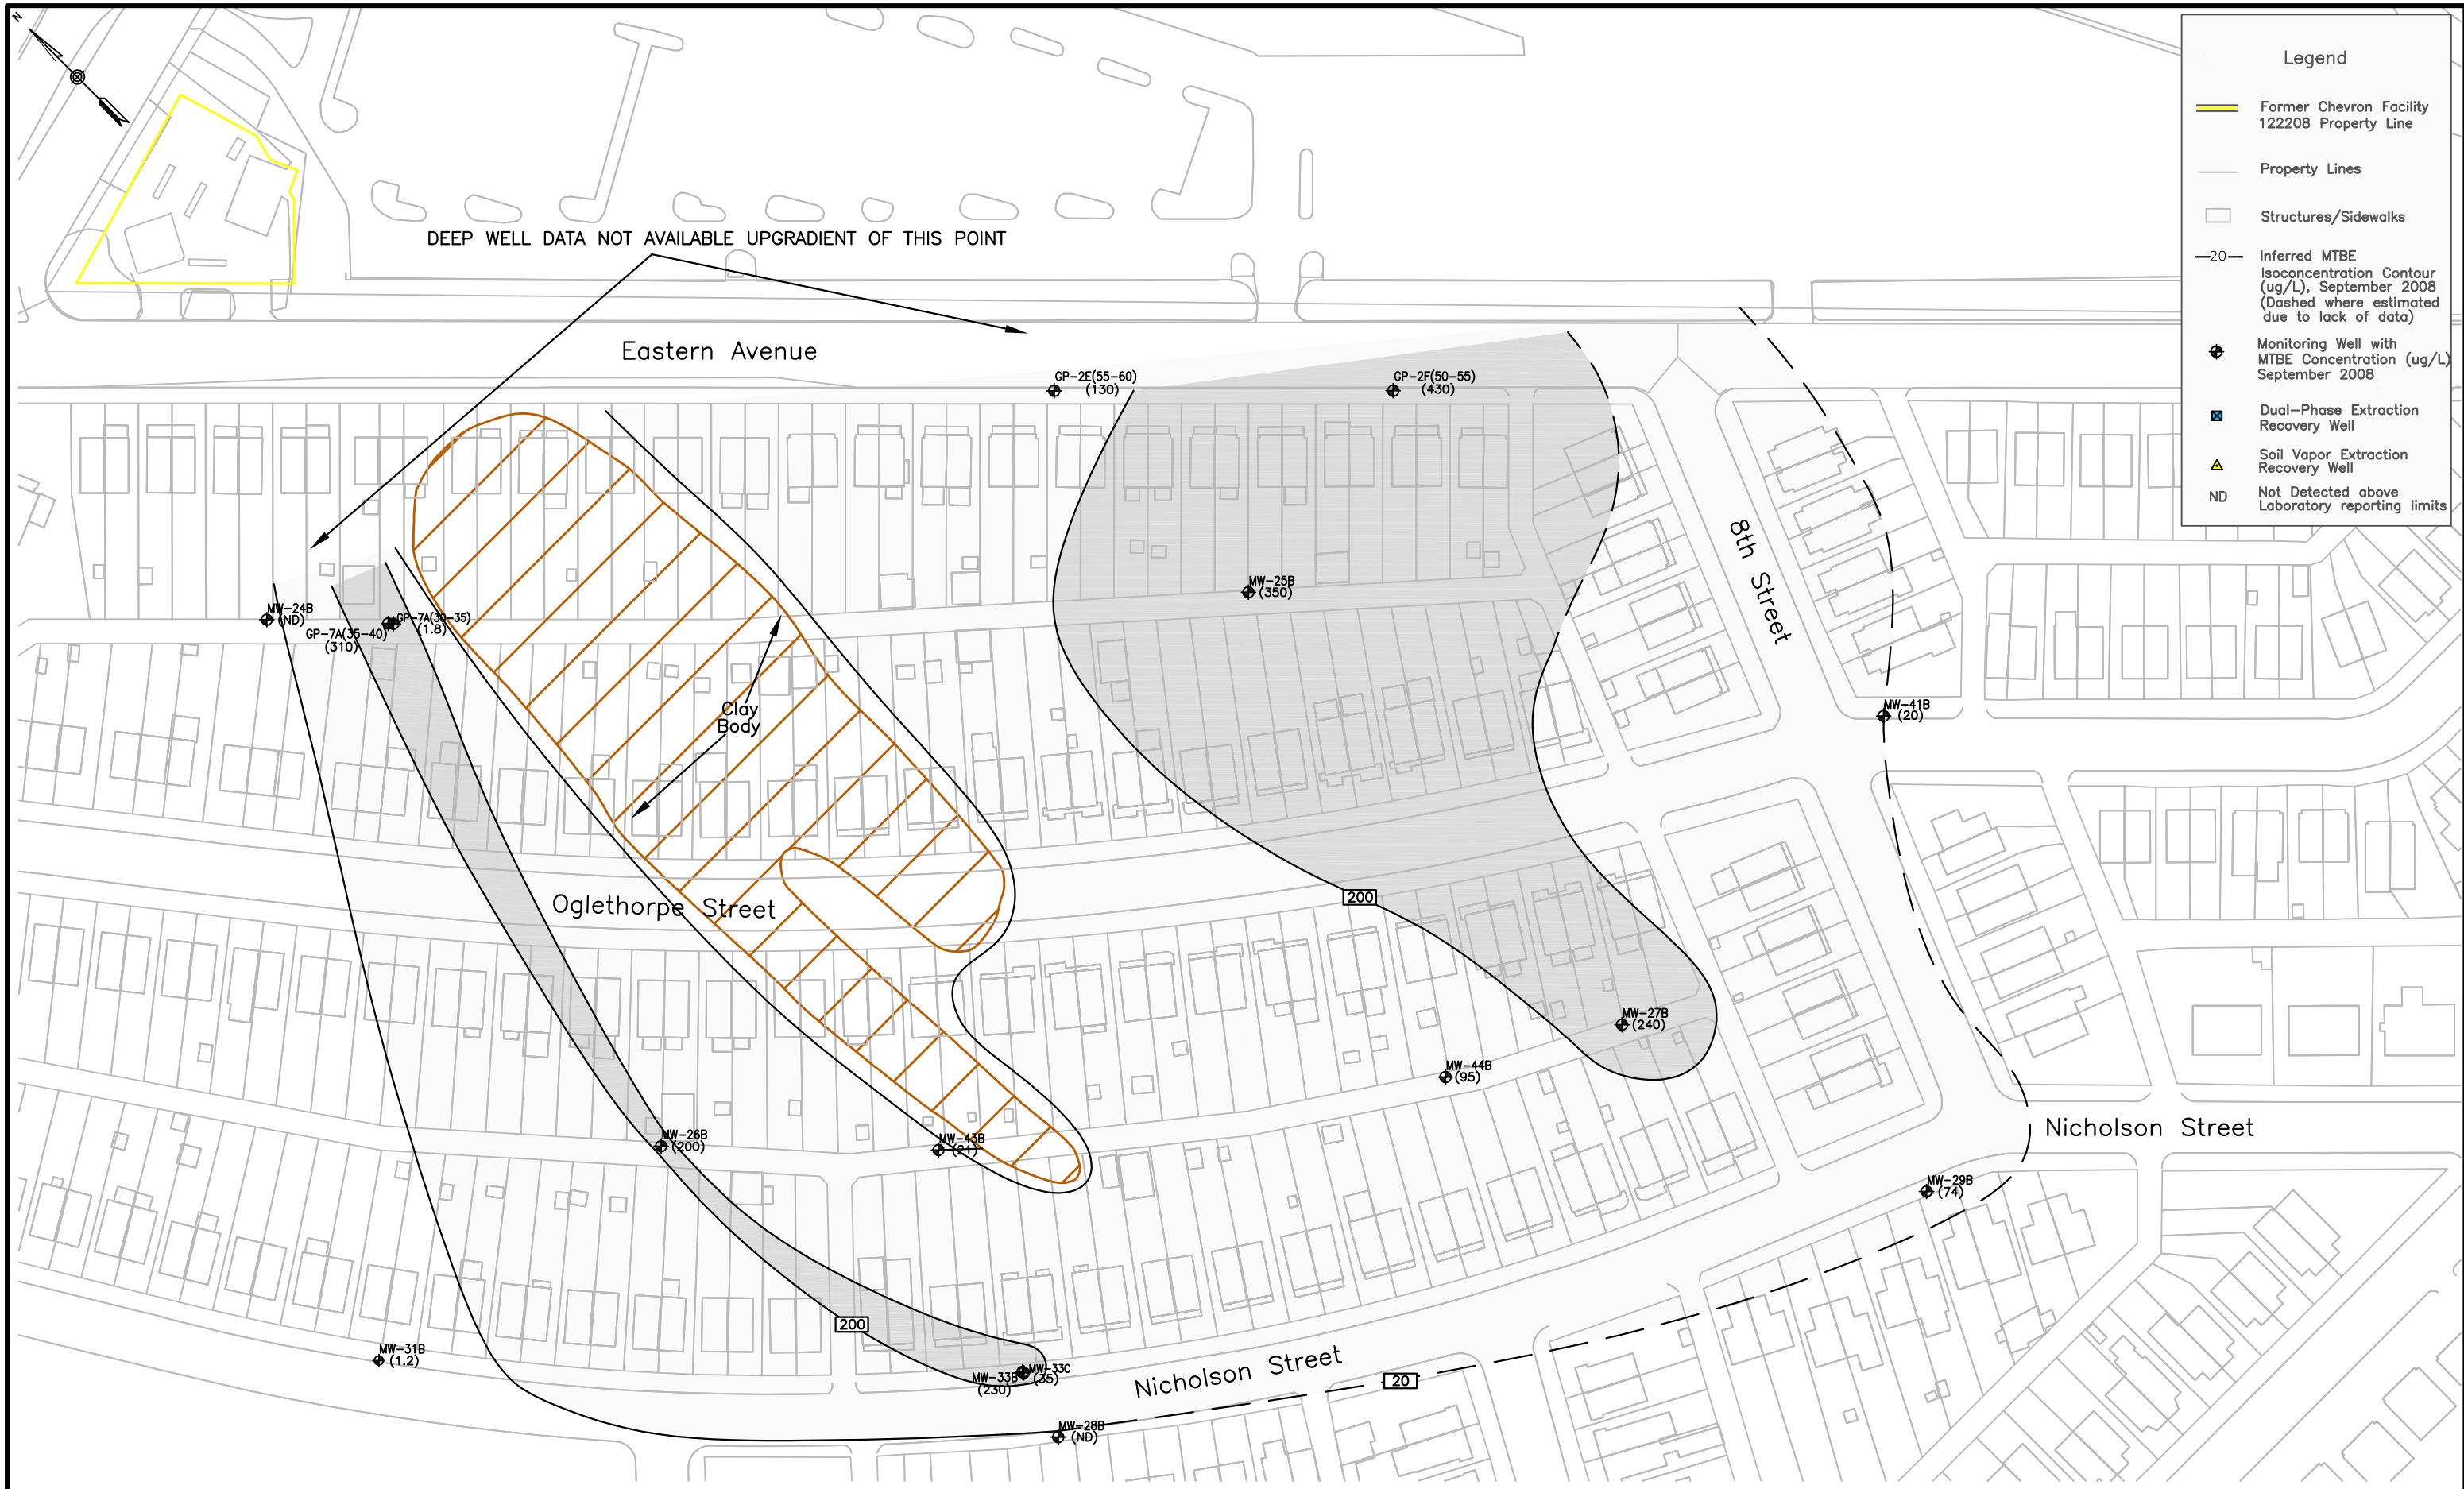 N
Legend
Former Chevron Facility
122208 Property Line
Property Lines
Structures/Sidewalks
20
Inferred MTBE
Isoconcentration Contour
(ug/L), September 2008
(Dashed where estimated
due to lack of data)
Monitoring Well with
MTBE Concentration (ug/L)
September 2008
Dual-Phase Extraction
Recovery Well
Soil Vapor Extraction
Recovery Well
ND
Not Detected above
Laboratory reporting limits
DEEP WELL DATA NOT AVAILABLE UPGRADIENT OF THIS POINT
Eastern Avenue
GP-2E(55-60)
(130)
GP-2F(50-55)
(430)
8th Street
MW-25B
(350)
MW-24B
(ND)
GP-7A(30-35)
(1.8)
GP-7A(35-40)
(310)
Clay
Body
MW-41B
(20)
Oglethorpe Street
200
MW-27B
(240)
MW-44B
(95)
Nicholson Street
MW-26B
(200)
MW-43B
(21)
MW-29B
(74)
200
MW-31B
(1.2)
MW-33C
(35)
MW-33B
(230)
Nicholson Street
20
MW-28B
(ND)